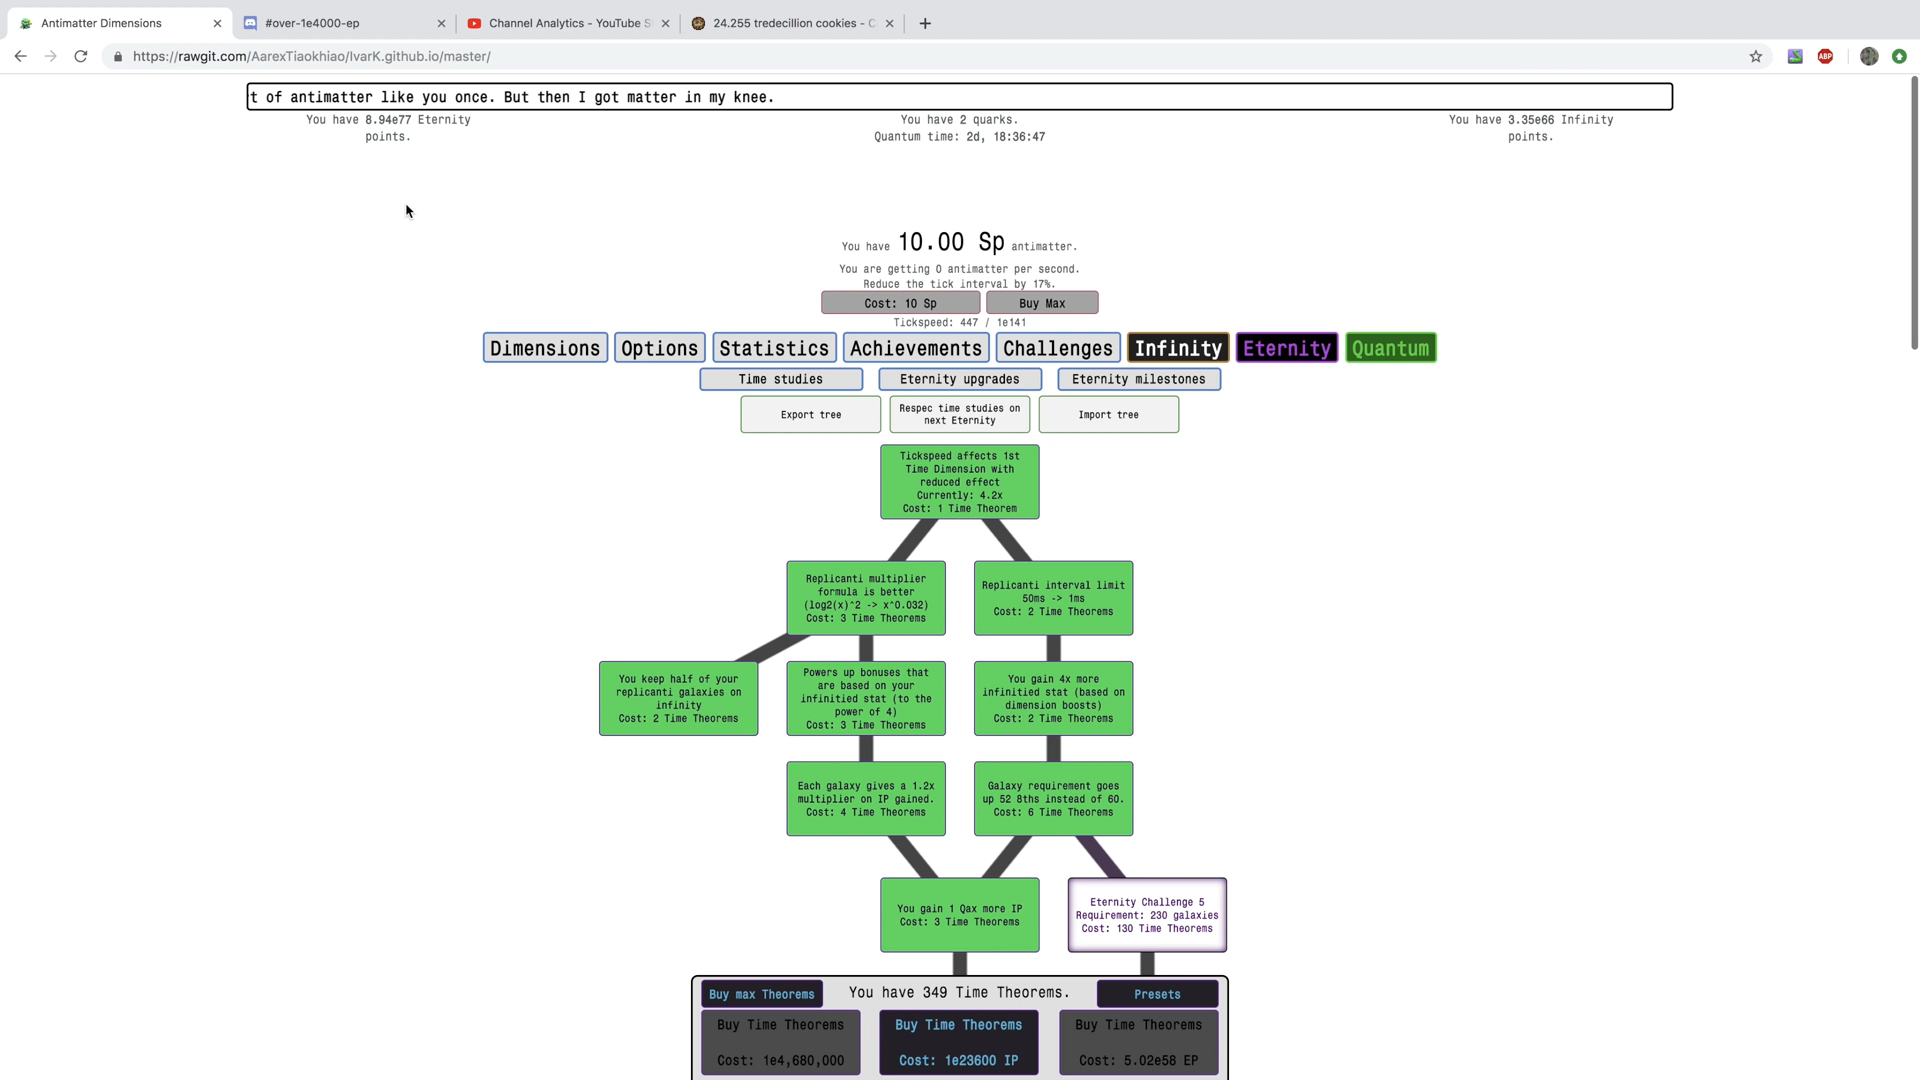 Antimatter Dimensions
#over-1e4000-ep
Channel Analytics - YouTube S
24.255 tredecillion cookies - C
https://rawgit.com/AarexTiaokhiao/IvarK.github.io/master/
ABP
t of antimatter like you once. But then I got matter in my knee.
You have 8.94e77 Eternity
points.
You have 2 quarks.
Quantum time: 2d, 18:36:47
You have 3.35e66 Infinity
points.
You have 10.00 Sp antimatter.
You are getting 0 antimatter per second.
Reduce the tick interval by 17%.
Cost: 10 Sp
Buy Max
Tickspeed: 447 / 1e141
Dimensions
Options
Statistics
Achievements
Challenges
Infinity
Eternity
Quantum
Time studies
Eternity upgrades
Eternity milestones
Export tree
Respec time studies on
next Eternity
Import tree
Tickspeed affects 1st
Time Dimension with
reduced effect
Currently: 4.2x
Cost: 1 Time Theorem
Replicanti multiplier
formula is better
(log2(x)^2 -> x^0.032)
Cost: 3 Time Theorems
Replicanti interval limit
50ms -> 1ms
Cost: 2 Time Theorems
You keep half of your
replicanti galaxies on
infinity
Cost: 2 Time Theorems
Powers up bonuses that
are based on your
infinitied stat (to the
power of 4)
Cost: 3 Time Theorems
You gain 4x more
infinitied stat (based on
dimension boosts)
Cost: 2 Time Theorems
Each galaxy gives a 1.2x
multiplier on IP gained.
Cost: 4 Time Theorems
Galaxy requirement goes
up 52 8ths instead of 60.
Cost: 6 Time Theorems
You gain 1 Qax more IP
Cost: 3 Time Theorems
Eternity Challenge 5
Requirement: 230 galaxies
Cost: 130 Time Theorems
Buy max Theorems
You have 349 Time Theorems.
Presets
Buy Time Theorems
Cost: 1e4,680,000
Buy Time Theorems
Cost: 1e23600 IP
Buy Time Theorems
Cost: 5.02e58 EP